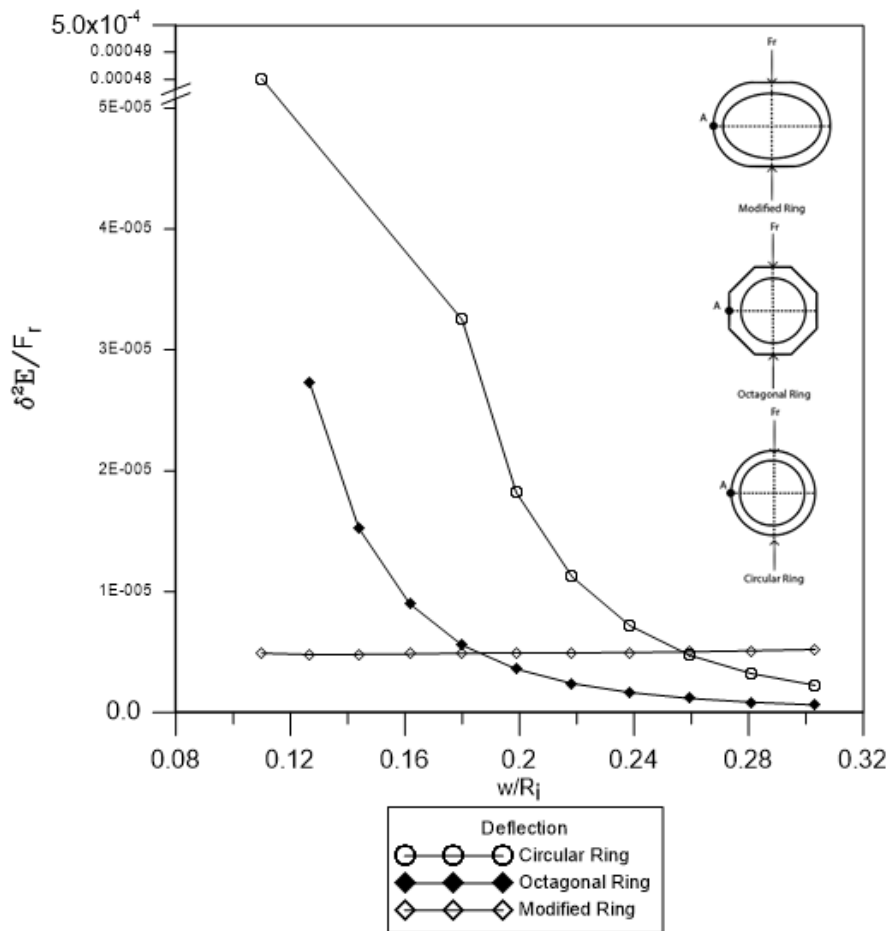 5.0x10⁻⁴
0.00049
0.00048
5E-005
4E-005
3E-005
2E-005
1E-005
0.0
δ²E/Fᵣ
0.08 0.12 0.16 0.2 0.24 0.28 0.32
w/Rᵢ
Fr
A
Modified Ring
Fr
A
Octagonal Ring
Fr
A
Circular Ring
Deflection
Circular Ring
Octagonal Ring
Modified Ring